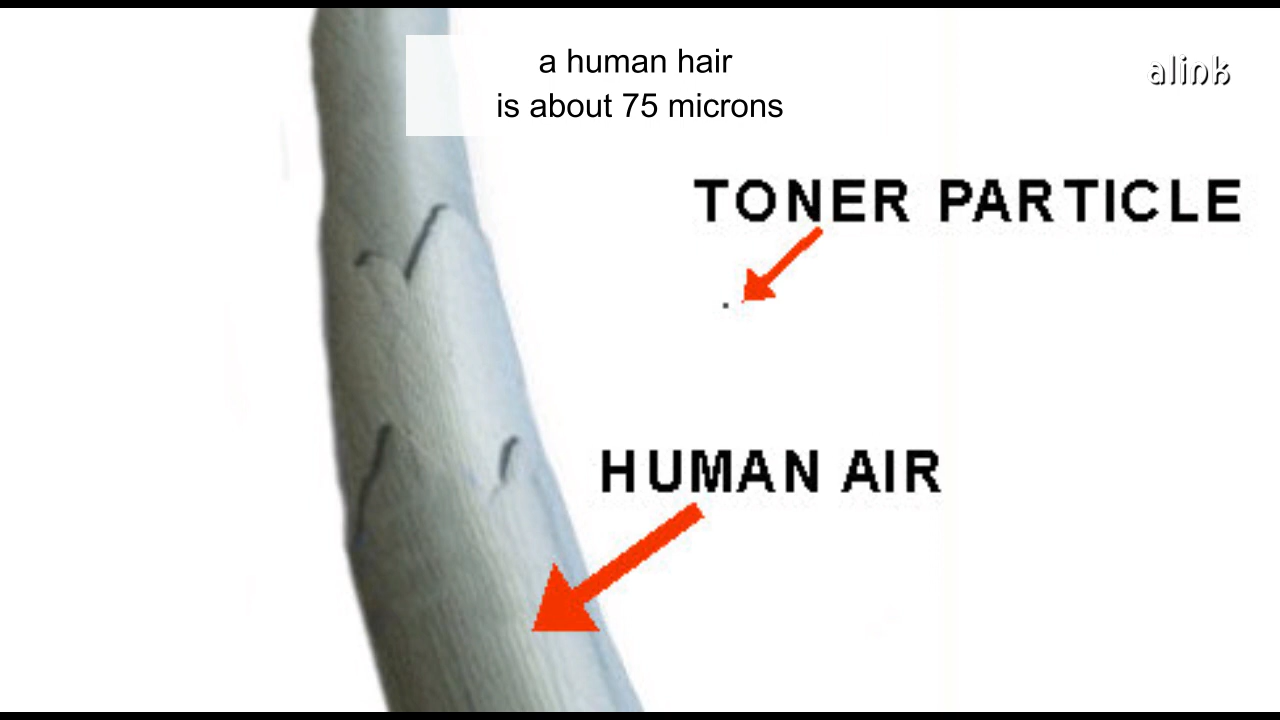 a human hair
is about 75 microns
alink
TONER PARTICLE
HUMAN AIR